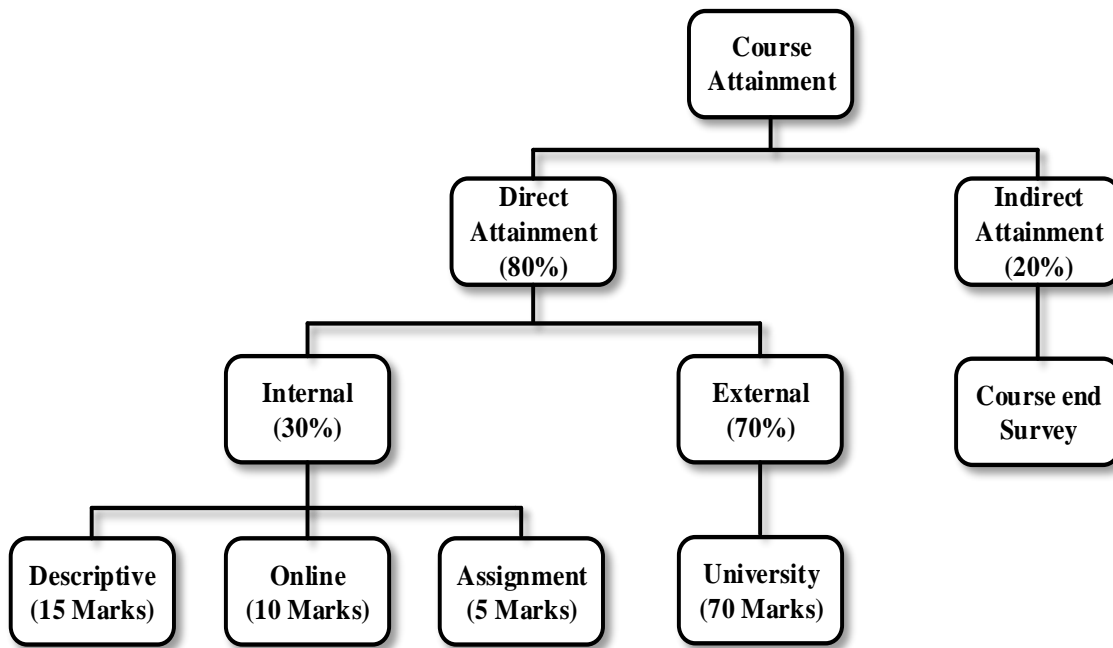 Course
Attainment
Direct
Attainment
(80%)
Indirect
Attainment
(20%)
Internal
(30%)
External
(70%)
Course end
Survey
Descriptive
(15 Marks)
Online
(10 Marks)
Assignment
(5 Marks)
University
(70 Marks)